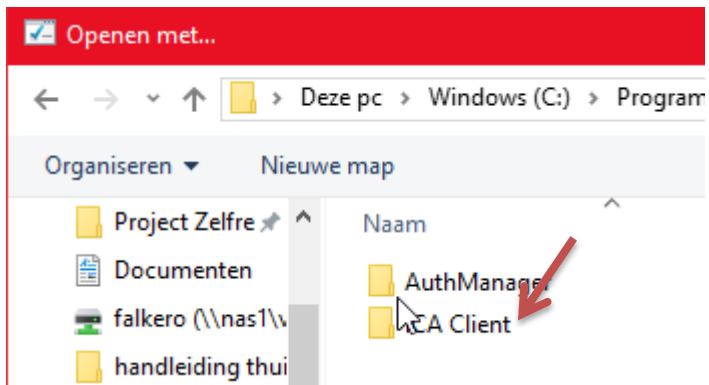 Openen met...
Deze pc > Windows (C:) > Program
Organiseren Nieuwe map
Project Zelfre
Documenten
falkero (\\nas1\v
handleiding thui
Naam
AuthManager
ICA Client